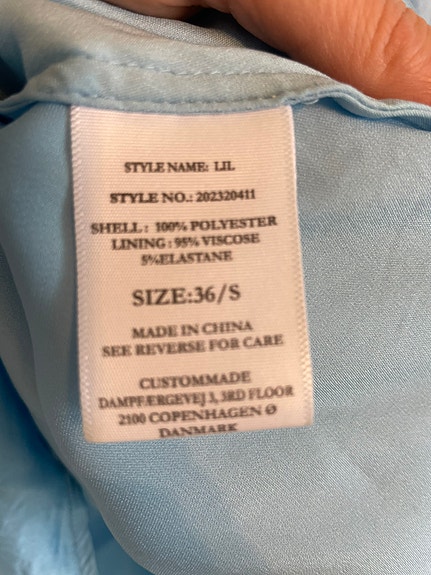 STYLE NAME: LIL
STYLE NO.: 202320411
SHELL: 100% POLYESTER
LINING: 95% VISCOSE
5%ELASTANE
SIZE:36/S
MADE IN CHINA
SEE REVERSE FOR CARE
CUSTOMMADE
DAMPFÆRGEVEJ 3, 3RD FLOOR
2100 COPENHAGEN Ø
DANMARK